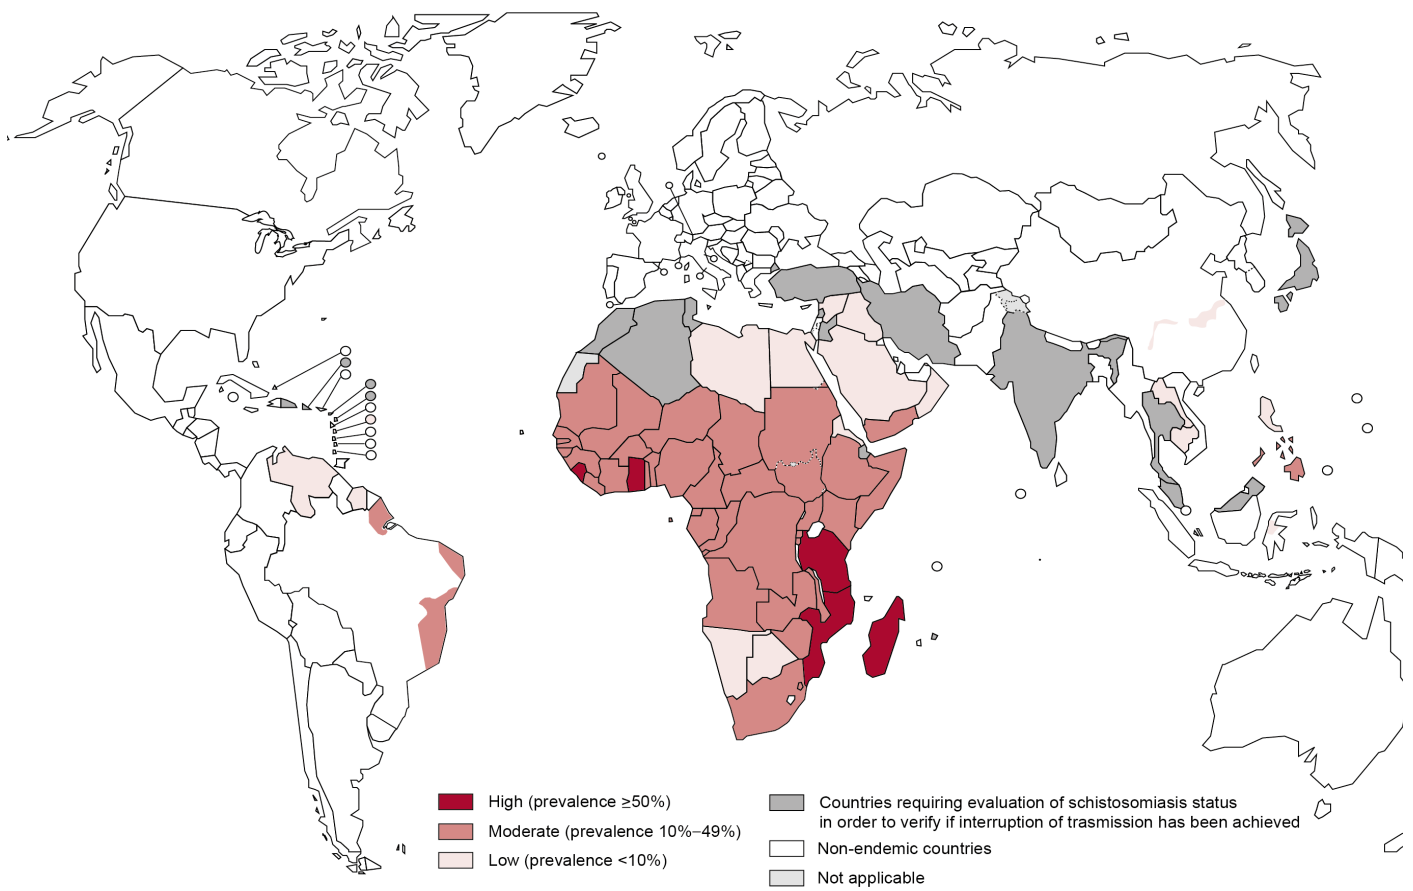 High (prevalence ≥50%)
Moderate (prevalence 10%–49%)
Low (prevalence <10%)
Countries requiring evaluation of schistosomiasis status
in order to verify if interruption of trasmission has been achieved
Non-endemic countries
Not applicable